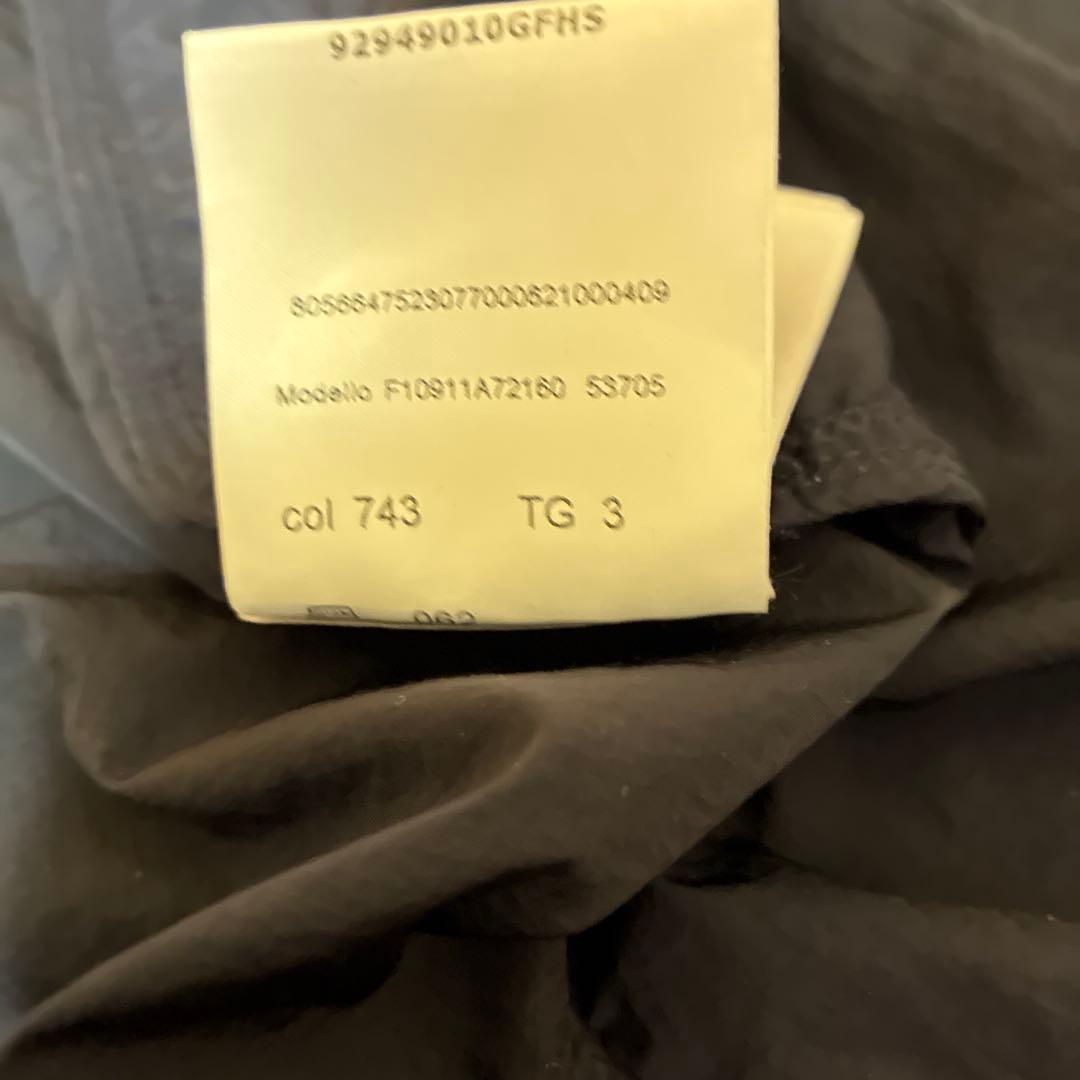 92949010GFHS
8056647523077000621000409
Modello F10911A72160 53705
col 743 TG 3